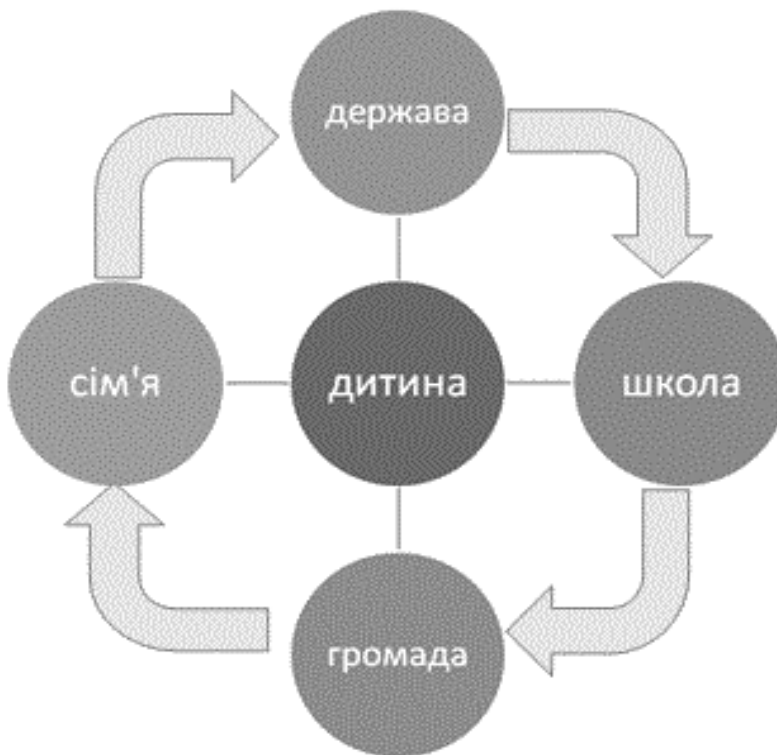 держава
сім'я
дитина
школа
громада